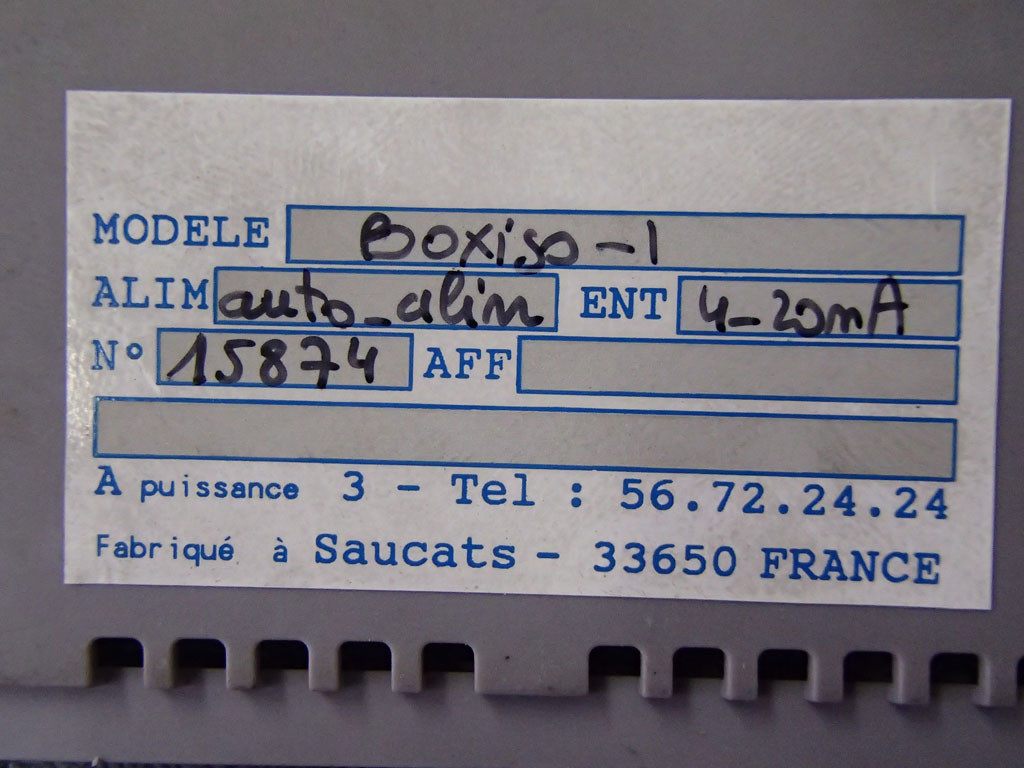 MODELE Boxiso-1
ALIM auto_alim ENT 4-20mA
N° 15874 AFF
A puissance 3 - Tel : 56.72.24.24
Fabriqué à Saucats - 33650 FRANCE